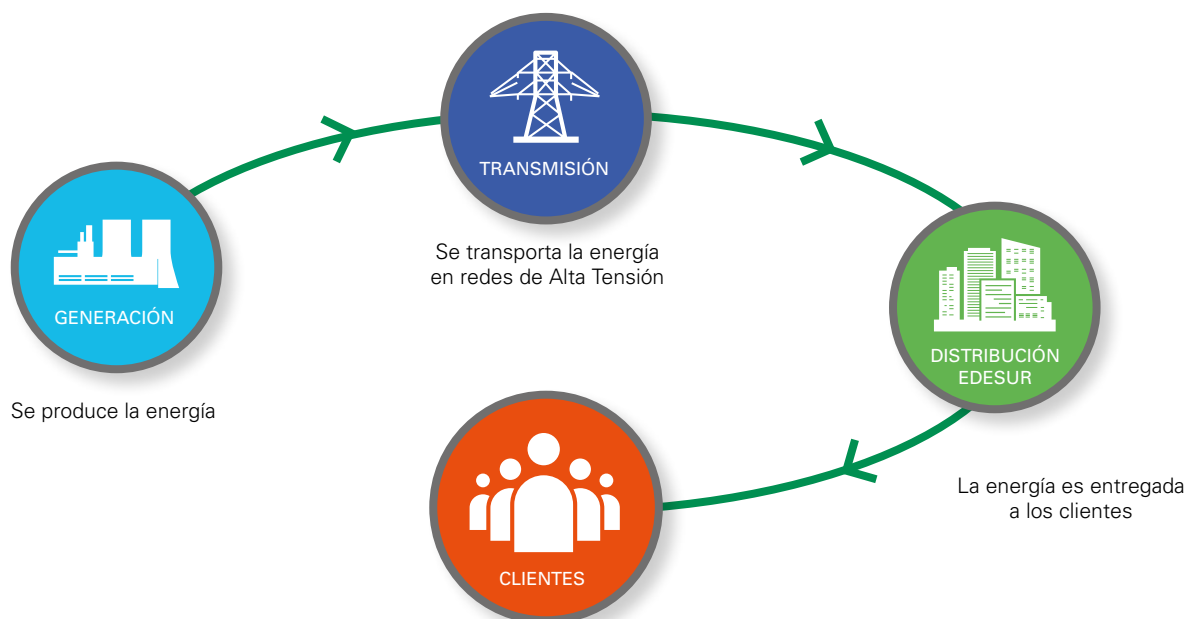 GENERACIÓN
Se produce la energía
TRANSMISIÓN
Se transporta la energía
en redes de Alta Tensión
DISTRIBUCIÓN
EDESUR
La energía es entregada
a los clientes
CLIENTES